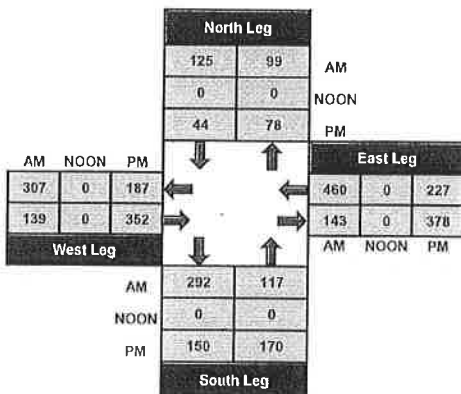 North Leg
125 99 AM
0 0 NOON
44 78 PM
AM NOON PM
307 0 187
139 0 352
West Leg
East Leg
460 0 227
143 0 378
AM NOON PM
AM 292 117
NOON 0 0
PM 150 170
South Leg